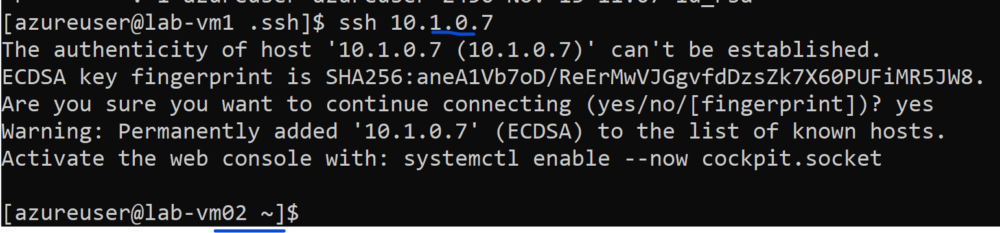 [azureuser@lab-vm1 .ssh]$ ssh 10.1.0.7
The authenticity of host '10.1.0.7 (10.1.0.7)' can't be established.
ECDSA key fingerprint is SHA256:aneA1Vb7oD/ReErMwVJGgvfdDzsZk7X60PUFiMR5JW8.
Are you sure you want to continue connecting (yes/no/[fingerprint])? yes
Warning: Permanently added '10.1.0.7' (ECDSA) to the list of known hosts.
Activate the web console with: systemctl enable --now cockpit.socket
[azureuser@lab-vm02 ~]$